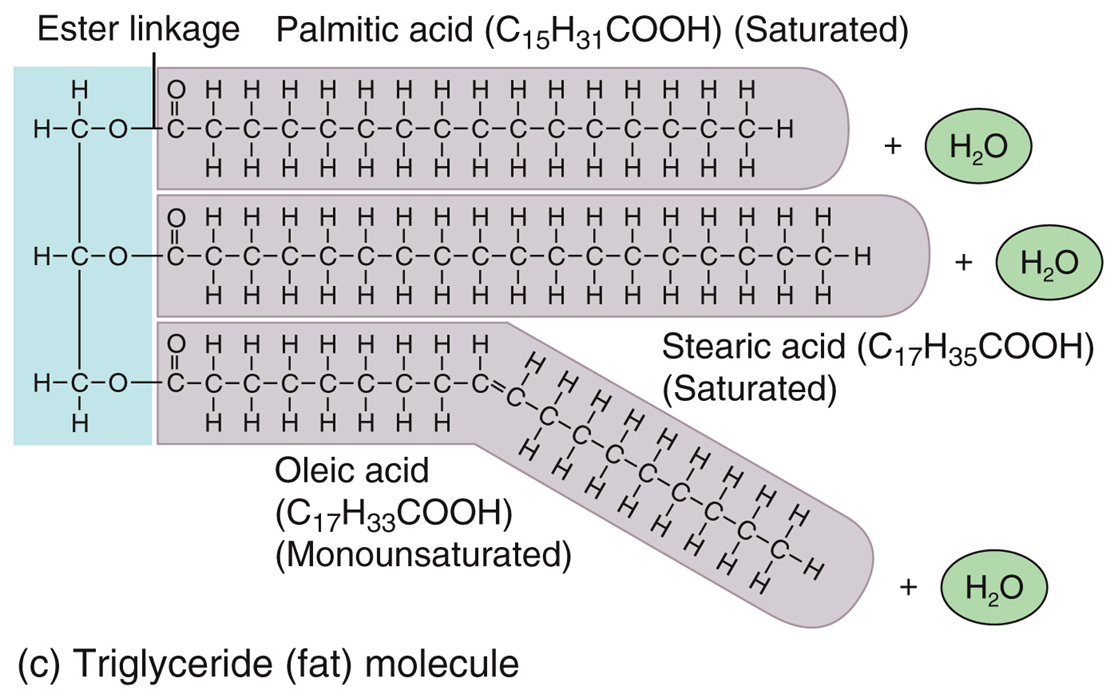 Ester linkage Palmitic acid (C₁₅H₃₁COOH) (Saturated)
H O H H H H H H H H H H H H H H H
H–C–O–C–C–C–C–C–C–C–C–C–C–C–C–C–C–C–C–H
H H H H H H H H H H H H H H H
+ H₂O
O H H H H H H H H H H H H H H H H H
H–C–O–C–C–C–C–C–C–C–C–C–C–C–C–C–C–C–C–C–C–H
H H H H H H H H H H H H H H H H H
+ H₂O
Stearic acid (C₁₇H₃₅COOH)
(Saturated)
O H H H H H H H H
H–C–O–C–C–C–C–C–C–C–C–C=C–C–C–C–C–C–C–C–C–H
H H H H H H H H
H H H H H H H H H
H H H H H H H H
+ H₂O
Oleic acid
(C₁₇H₃₃COOH)
(Monounsaturated)
(c) Triglyceride (fat) molecule